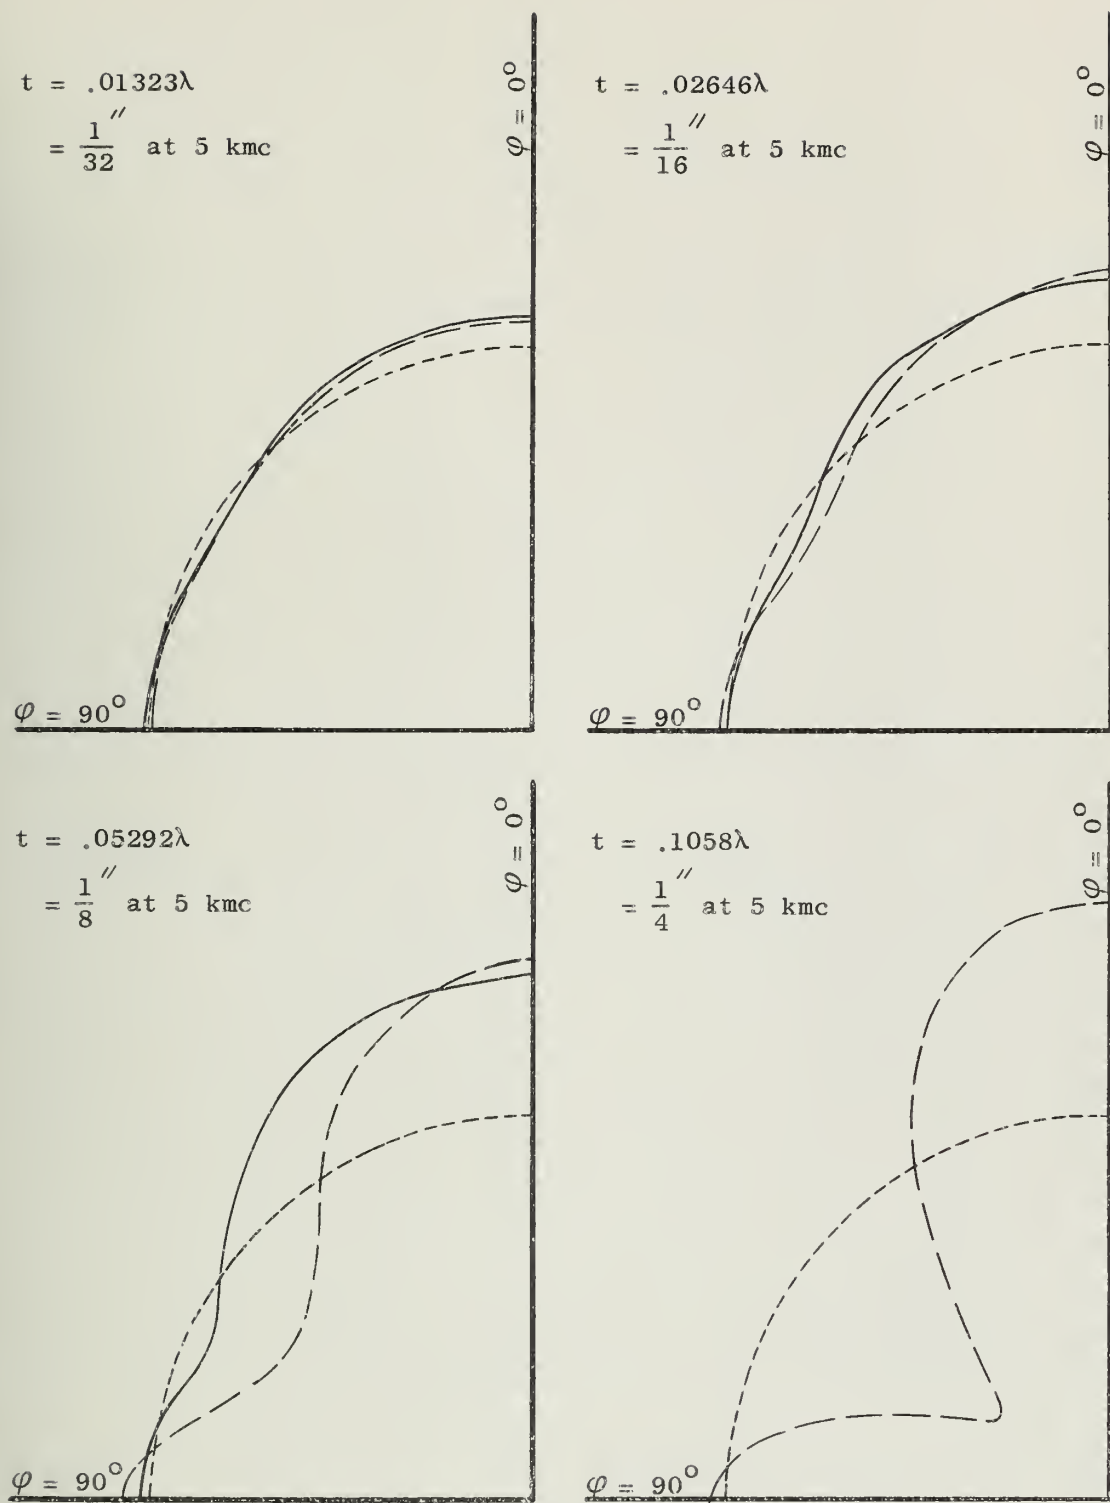 t = .01323λ
= 1/32″ at 5 kmc
φ = 0°
φ = 90°
t = .02646λ
= 1/16″ at 5 kmc
φ = 0°
φ = 90°
t = .05292λ
= 1/8″ at 5 kmc
φ = 0°
φ = 90°
t = .1058λ
= 1/4″ at 5 kmc
φ = 0°
φ = 90°